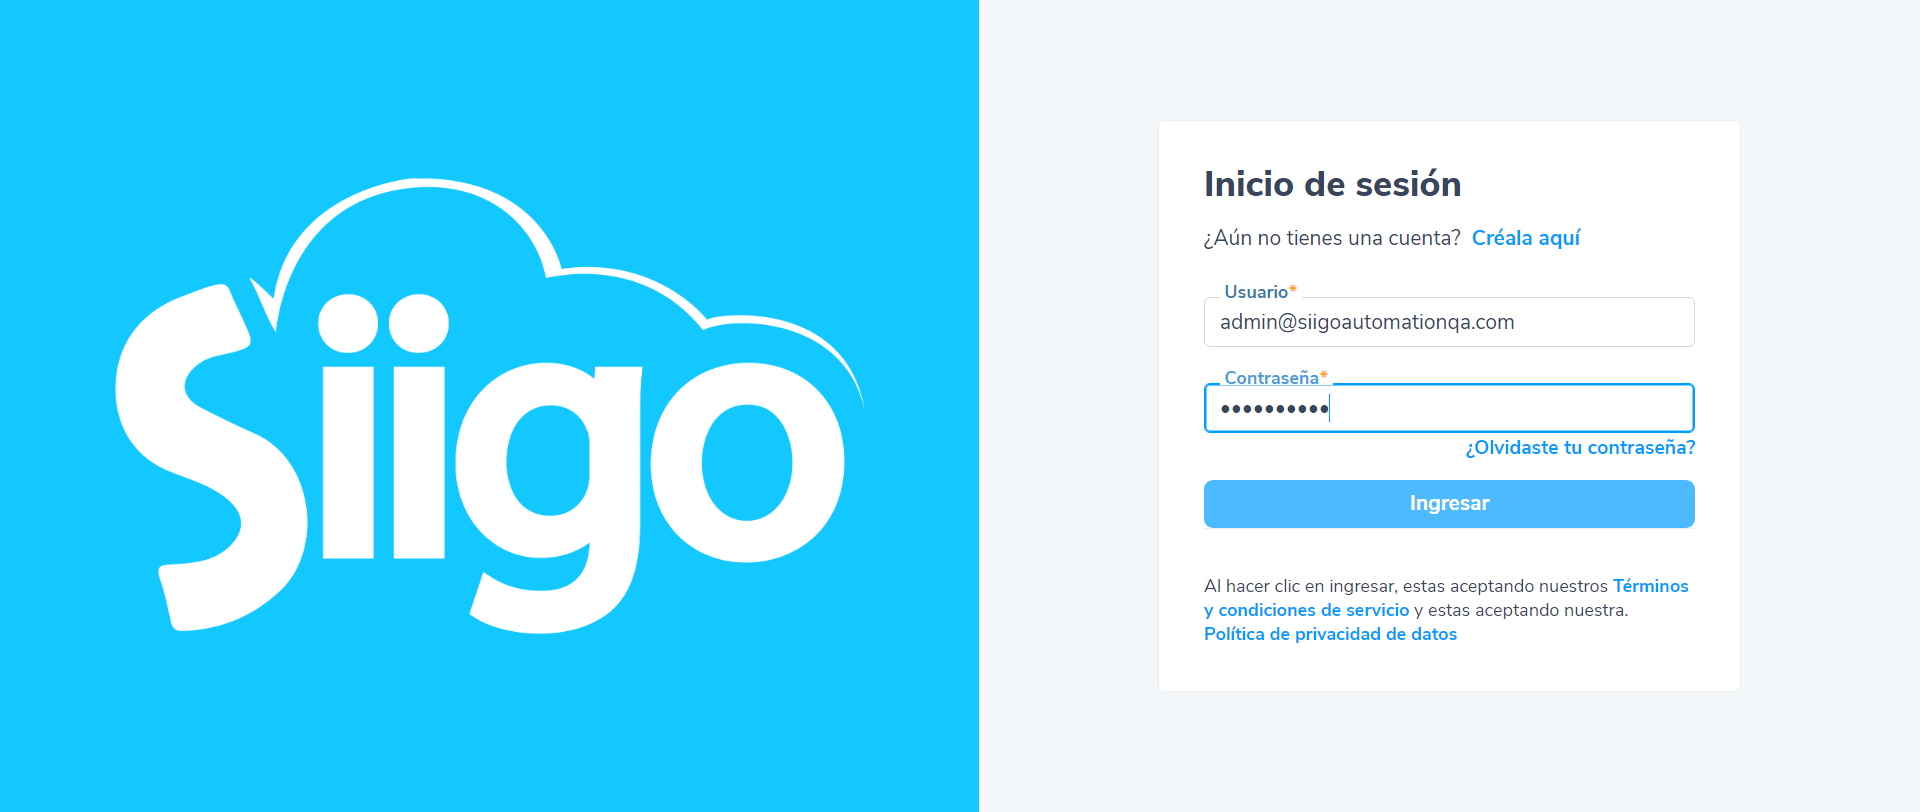 Siigo
Inicio de sesión
¿Aún no tienes una cuenta? Créala aquí
Usuario*
admin@siigoautomationqa.com
Contraseña*
••••••••••
¿Olvidaste tu contraseña?
Ingresar
Al hacer clic en ingresar, estas aceptando nuestros Términos
y condiciones de servicio y estas aceptando nuestra.
Política de privacidad de datos